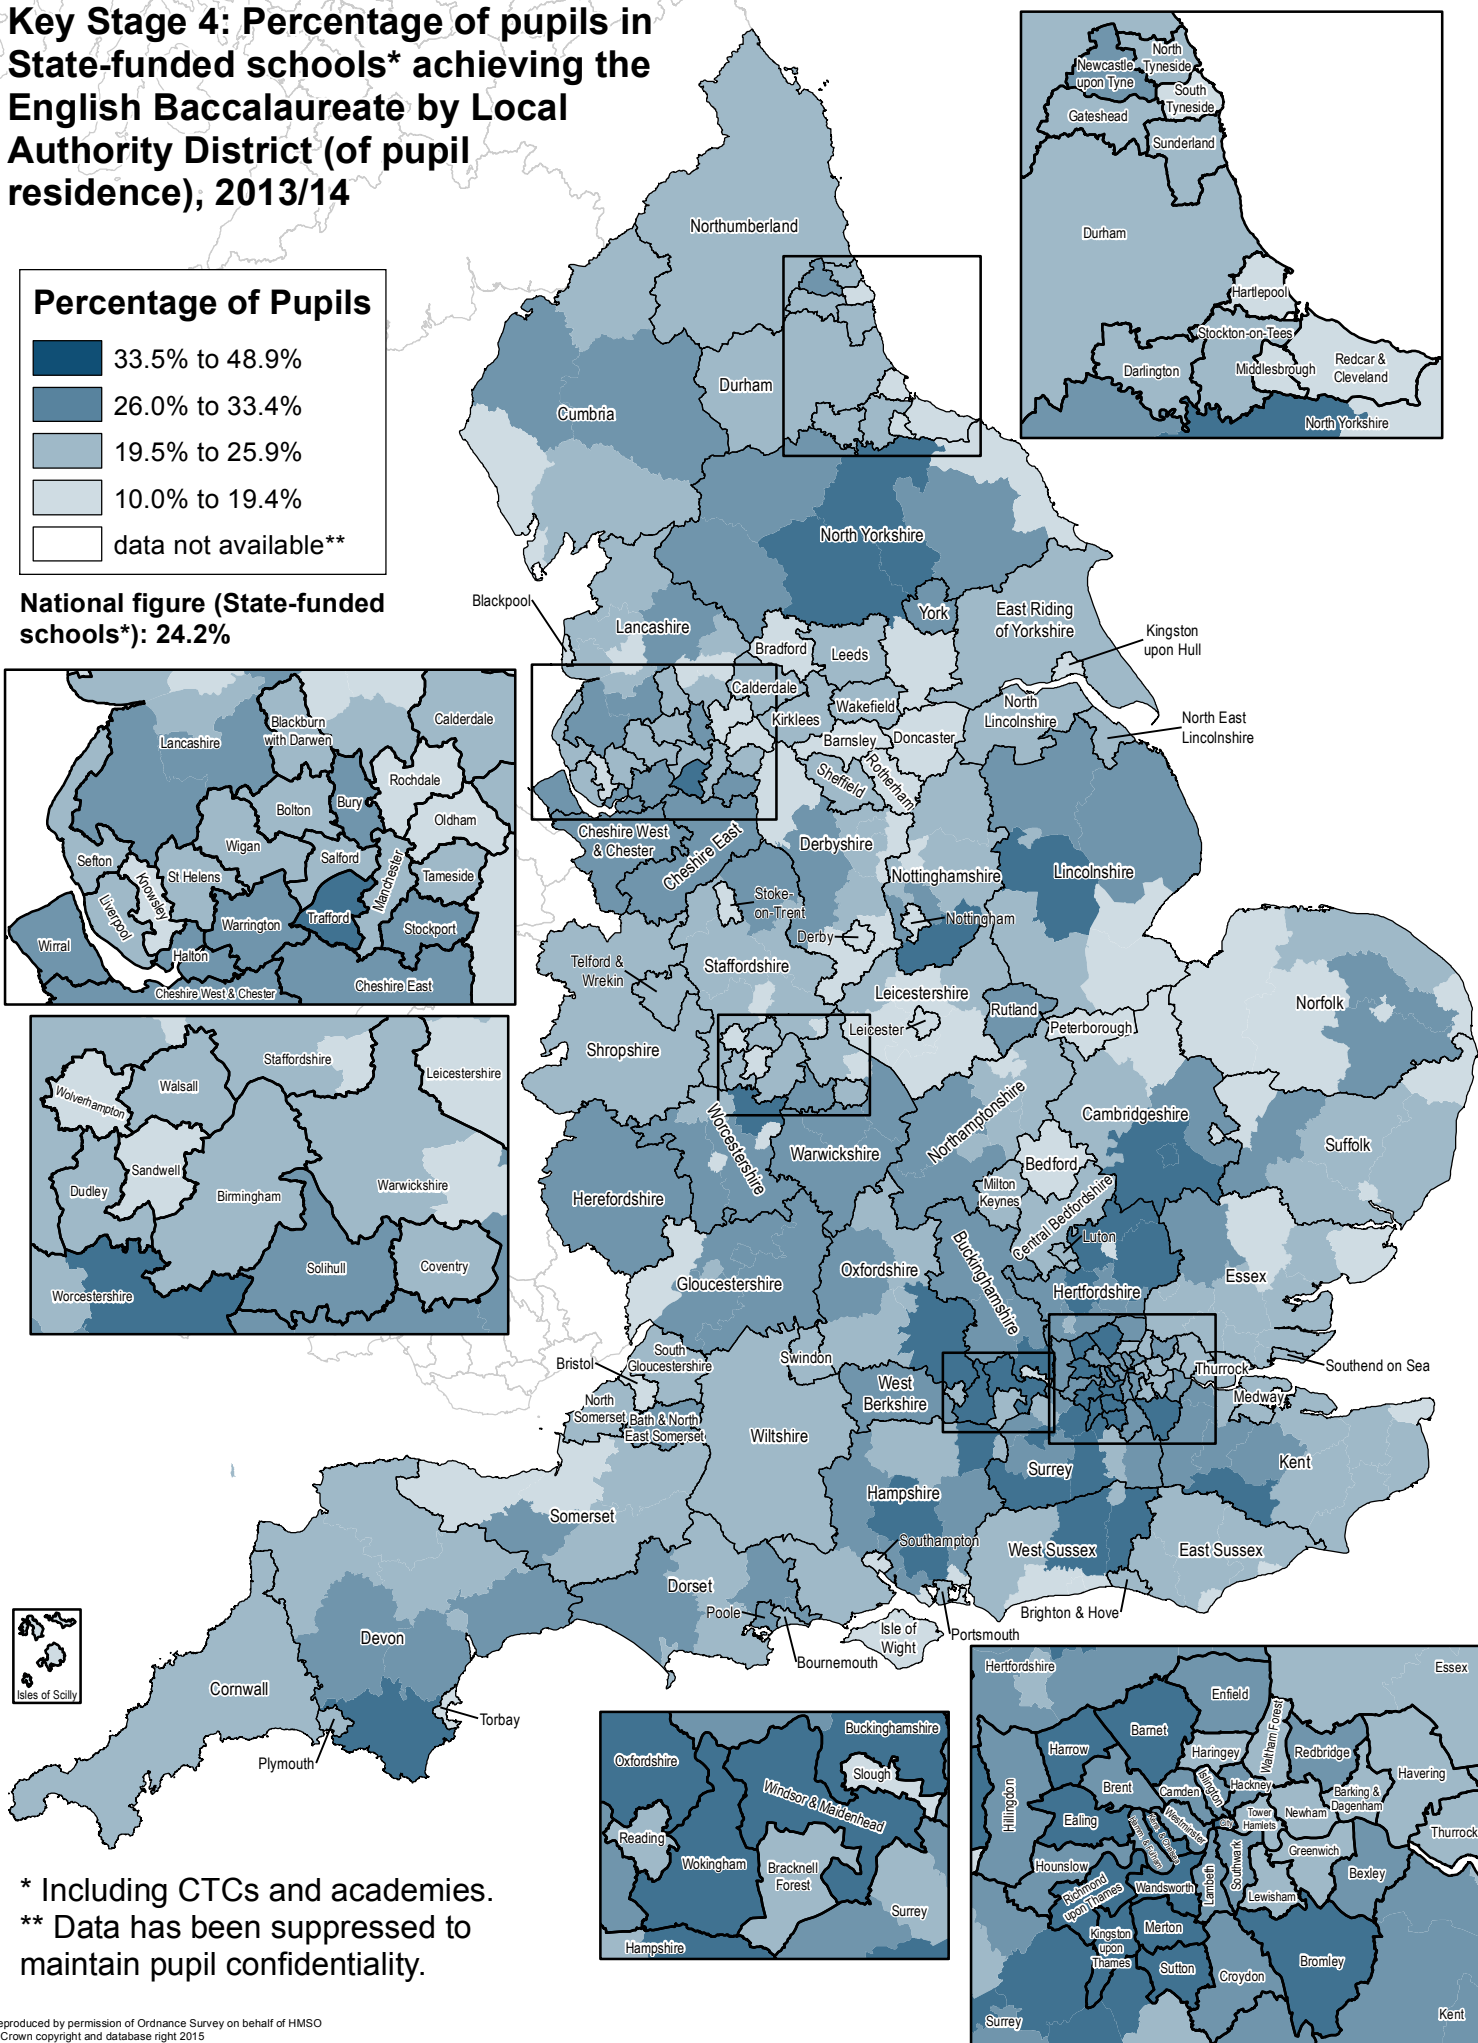 Key Stage 4: Percentage of pupils in
State-funded schools* achieving the
English Baccalaureate by Local
Authority District (of pupil
residence), 2013/14
Percentage of Pupils
33.5% to 48.9%
26.0% to 33.4%
19.5% to 25.9%
10.0% to 19.4%
data not available**
National figure (State-funded
schools*): 24.2%
North
Tyneside
Newcastle
upon Tyne
South
Tyneside
Gateshead
Sunderland
Durham
Hartlepool
Stockton-on-Tees
Darlington
Middlesbrough
Redcar &
Cleveland
North Yorkshire
Northumberland
Durham
Cumbria
North Yorkshire
York
East Riding
of Yorkshire
Blackpool
Lancashire
Bradford
Leeds
Kingston
upon Hull
Calderdale
Wakefield
Kirklees
North
Lincolnshire
North East
Lincolnshire
Barnsley
Doncaster
Sheffield
Rotherham
Cheshire West
& Chester
Cheshire East
Derbyshire
Nottinghamshire
Lincolnshire
Stoke-
on-Trent
Nottingham
Derby
Telford &
Wrekin
Staffordshire
Leicestershire
Rutland
Norfolk
Leicester
Peterborough
Shropshire
Worcestershire
Warwickshire
Northamptonshire
Cambridgeshire
Suffolk
Bedford
Milton
Keynes
Herefordshire
Central Bedfordshire
Luton
Buckinghamshire
Gloucestershire
Oxfordshire
Hertfordshire
Essex
South
Gloucestershire
Bristol
Swindon
Thurrock
Southend on Sea
West
Berkshire
Medway
North
Somerset
Bath & North
East Somerset
Wiltshire
Surrey
Kent
Hampshire
Somerset
Southampton
West Sussex
East Sussex
Dorset
Poole
Brighton & Hove
Isle of
Wight
Portsmouth
Bournemouth
Devon
Cornwall
Torbay
Plymouth
Isles of Scilly
Lancashire
Blackburn
with Darwen
Calderdale
Rochdale
Bolton
Bury
Oldham
Wigan
Sefton
Salford
St Helens
Knowsley
Manchester
Tameside
Liverpool
Trafford
Warrington
Stockport
Wirral
Halton
Cheshire West & Chester
Cheshire East
Staffordshire
Leicestershire
Walsall
Wolverhampton
Sandwell
Dudley
Birmingham
Warwickshire
Solihull
Coventry
Worcestershire
Buckinghamshire
Oxfordshire
Slough
Windsor & Maidenhead
Reading
Wokingham
Bracknell
Forest
Surrey
Hampshire
Hertfordshire
Essex
Enfield
Barnet
Waltham Forest
Harrow
Haringey
Redbridge
Havering
Hillingdon
Brent
Camden
Islington
Hackney
Barking &
Dagenham
Ealing
Westminster
City
Tower
Hamlets
Newham
Thurrock
Hounslow
Southwark
Greenwich
Bexley
Richmond
upon Thames
Wandsworth
Lambeth
Lewisham
Kingston
upon
Thames
Merton
Sutton
Croydon
Bromley
Surrey
Kent
* Including CTCs and academies.
** Data has been suppressed to
maintain pupil confidentiality.
eproduced by permission of Ordnance Survey on behalf of HMSO
Crown copyright and database right 2015